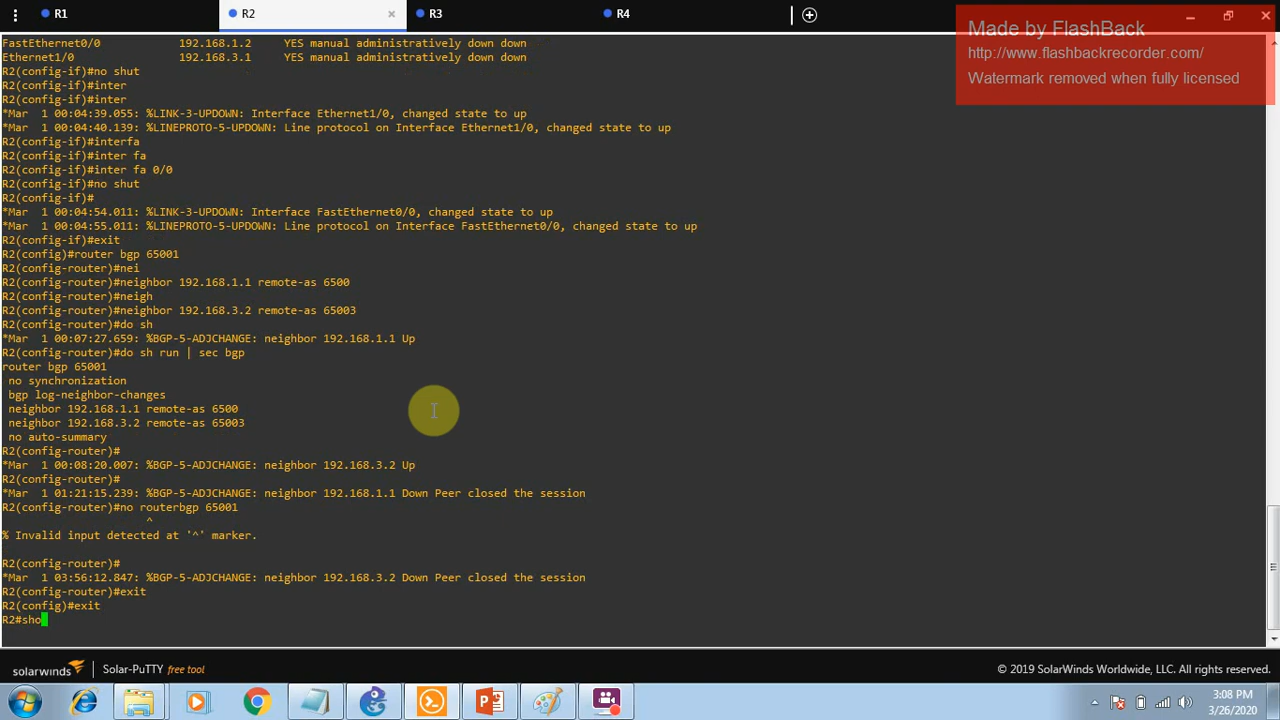 R1
R2
×
R3
R4
Made by FlashBack
http://www.flashbackrecorder.com/
Watermark removed when fully licensed
FastEthernet0/0            192.168.1.2     YES manual administratively down down
Ethernet1/0                192.168.3.1     YES manual administratively down down
R2(config-if)#no shut
R2(config-if)#inter
R2(config-if)#inter
*Mar  1 00:04:39.055: %LINK-3-UPDOWN: Interface Ethernet1/0, changed state to up
*Mar  1 00:04:40.139: %LINEPROTO-5-UPDOWN: Line protocol on Interface Ethernet1/0, changed state to up
R2(config-if)#interfa
R2(config-if)#inter fa
R2(config-if)#inter fa 0/0
R2(config-if)#no shut
R2(config-if)#
*Mar  1 00:04:54.011: %LINK-3-UPDOWN: Interface FastEthernet0/0, changed state to up
*Mar  1 00:04:55.011: %LINEPROTO-5-UPDOWN: Line protocol on Interface FastEthernet0/0, changed state to up
R2(config-if)#exit
R2(config)#router bgp 65001
R2(config-router)#nei
R2(config-router)#neighbor 192.168.1.1 remote-as 6500
R2(config-router)#neigh
R2(config-router)#neighbor 192.168.3.2 remote-as 65003
R2(config-router)#do sh
*Mar  1 00:07:27.659: %BGP-5-ADJCHANGE: neighbor 192.168.1.1 Up
R2(config-router)#do sh run | sec bgp
router bgp 65001
 no synchronization
 bgp log-neighbor-changes
 neighbor 192.168.1.1 remote-as 6500
 neighbor 192.168.3.2 remote-as 65003
 no auto-summary
R2(config-router)#
*Mar  1 00:08:20.007: %BGP-5-ADJCHANGE: neighbor 192.168.3.2 Up
R2(config-router)#
*Mar  1 01:21:15.239: %BGP-5-ADJCHANGE: neighbor 192.168.1.1 Down Peer closed the session
R2(config-router)#no routerbgp 65001
^
% Invalid input detected at '^' marker.
R2(config-router)#
*Mar  1 03:56:12.847: %BGP-5-ADJCHANGE: neighbor 192.168.3.2 Down Peer closed the session
R2(config-router)#exit
R2(config)#exit
R2#sho
solarwinds | Solar-PuTTY free tool
© 2019 SolarWinds Worldwide, LLC. All rights reserved.
3:08 PM
3/26/2020